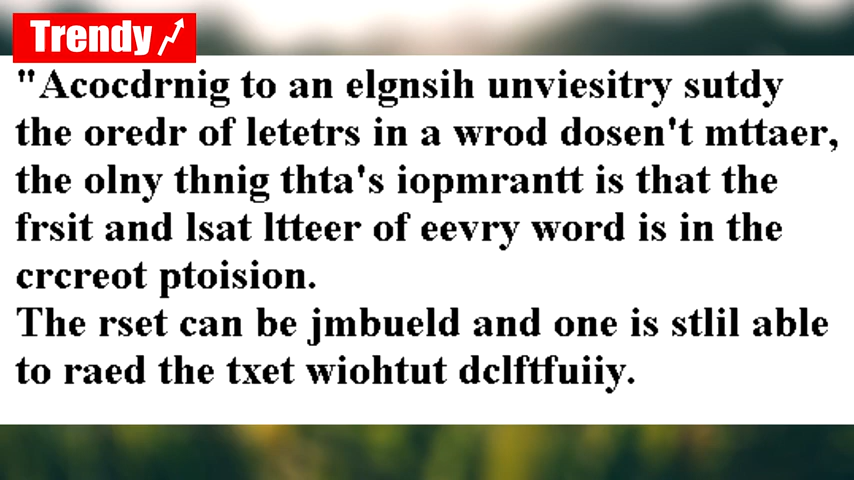 Trendy
"Acocdrnig to an elgnsih unviesitry sutdy
the oredr of letetrs in a wrod dosen't mttaer,
the olny thnig thta's iopmrantt is that the
frsit and lsat ltteer of eevry word is in the
crcreot ptoision.
The rset can be jmbueld and one is stlil able
to raed the txet wiohtut dclftfuiiy.